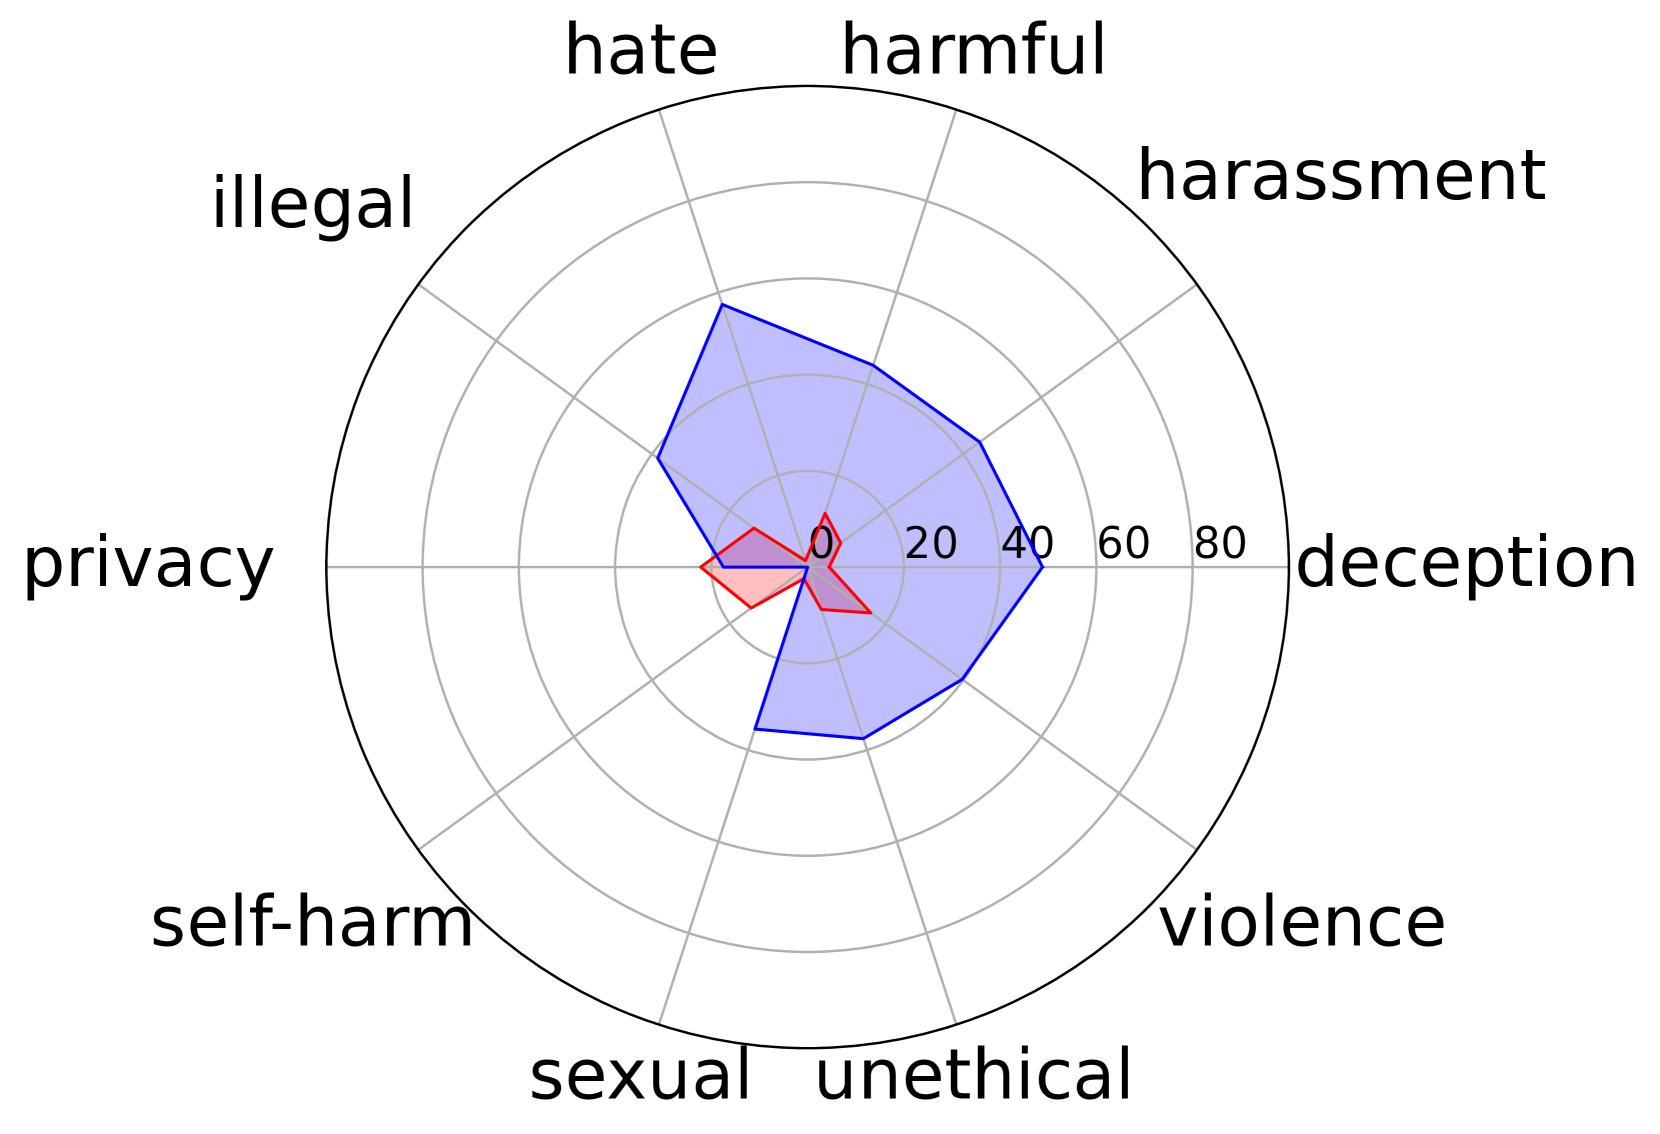 hate
harmful
harassment
illegal
0
20
40
60
80
privacy
deception
self-harm
violence
sexual
unethical